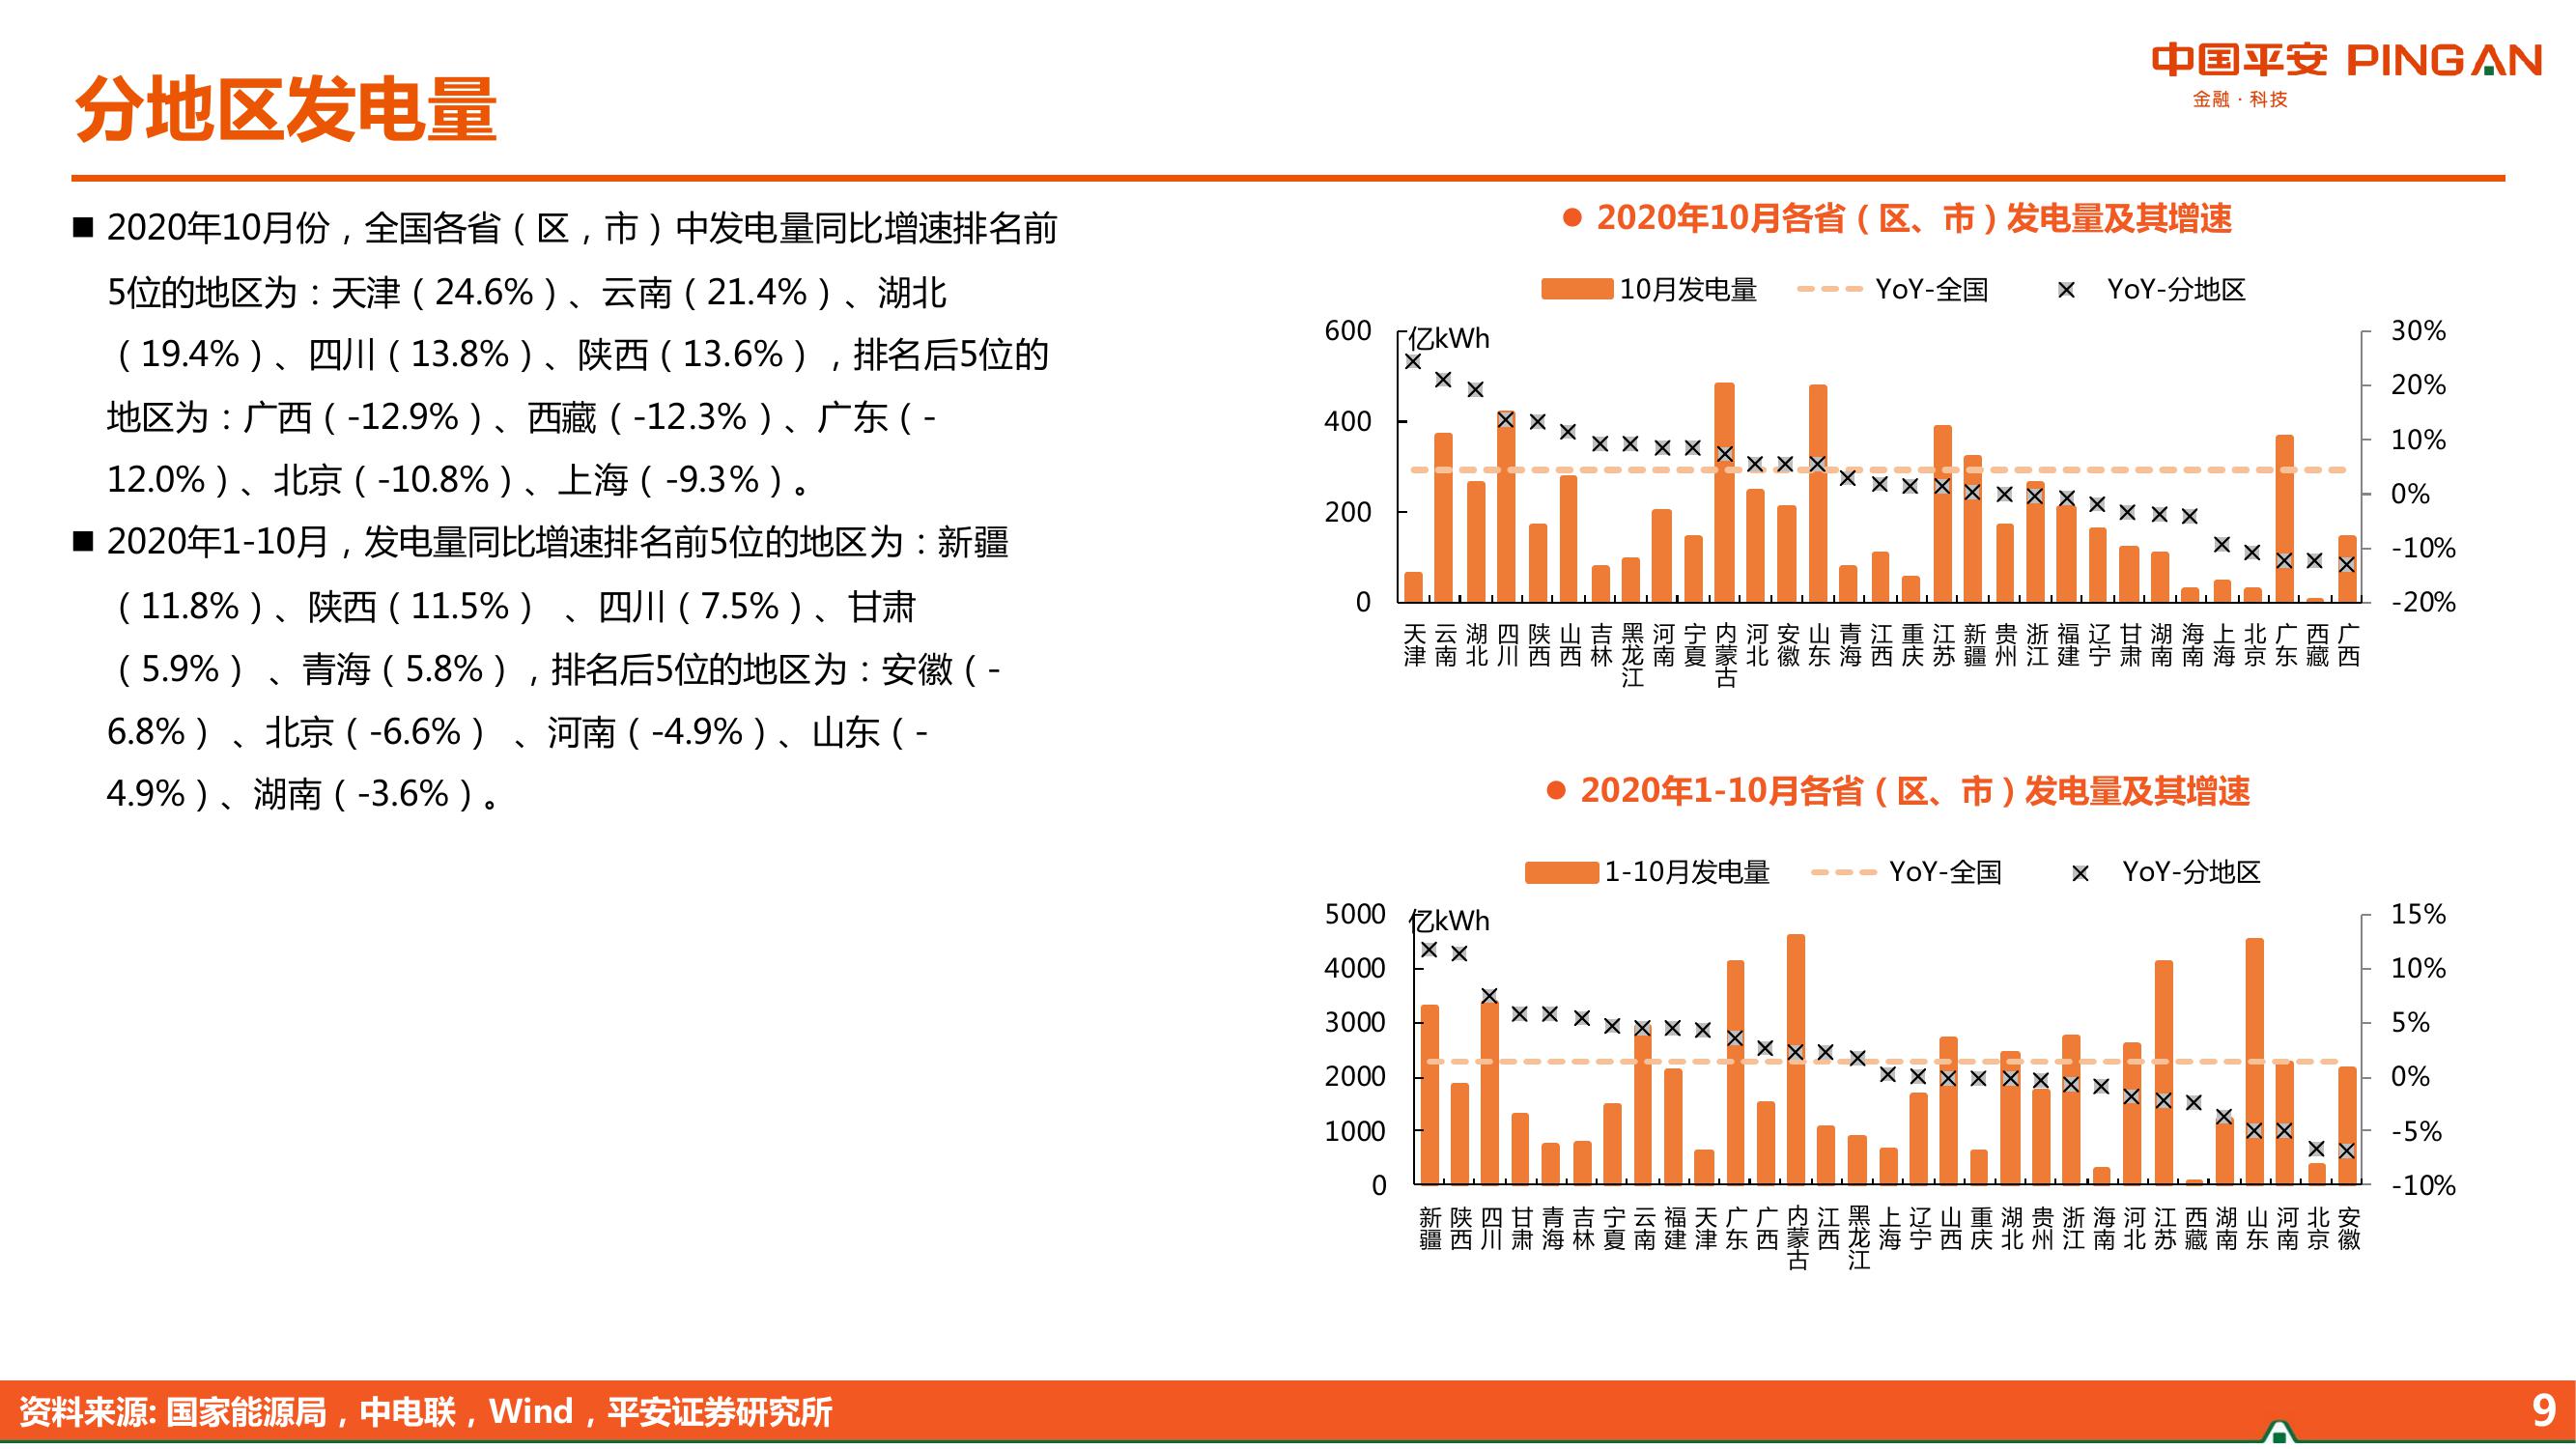 中国平安 PINGAN
金融·科技
分地区发电量
■ 2020年10月份，全国各省（区，市）中发电量同比增速排名前
5位的地区为：天津（24.6%）、云南（21.4%）、湖北
（19.4%）、四川（13.8%）、陕西（13.6%），排名后5位的
地区为：广西（-12.9%）、西藏（-12.3%）、广东（-
12.0%）、北京（-10.8%）、上海（-9.3%）。
■ 2020年1-10月，发电量同比增速排名前5位的地区为：新疆
（11.8%）、陕西（11.5%） 、四川（7.5%）、甘肃
（5.9%） 、青海（5.8%），排名后5位的地区为：安徽（-
6.8%） 、北京（-6.6%） 、河南（-4.9%）、山东（-
4.9%）、湖南（-3.6%）。
● 2020年10月各省（区、市）发电量及其增速
10月发电量 YoY-全国 YoY-分地区
亿kWh
600
400
200
0
30%
20%
10%
0%
-10%
-20%
天津 云南 湖北 四川 陕西 山西 吉林 黑龙江 河南 宁夏 内蒙古 河北 安徽 山东 青海 江西 重庆 江苏 新疆 贵州 浙江 福建 辽宁 甘肃 湖南 海南 上海 北京 广东 西藏 广西
● 2020年1-10月各省（区、市）发电量及其增速
1-10月发电量 YoY-全国 YoY-分地区
亿kWh
5000
4000
3000
2000
1000
0
15%
10%
5%
0%
-5%
-10%
新疆 陕西 四川 甘肃 青海 吉林 宁夏 云南 福建 天津 广东 广西 内蒙古 江西 黑龙江 上海 辽宁 山西 重庆 湖北 贵州 浙江 海南 河北 江苏 西藏 湖南 山东 河南 北京 安徽
资料来源: 国家能源局，中电联，Wind，平安证券研究所
9